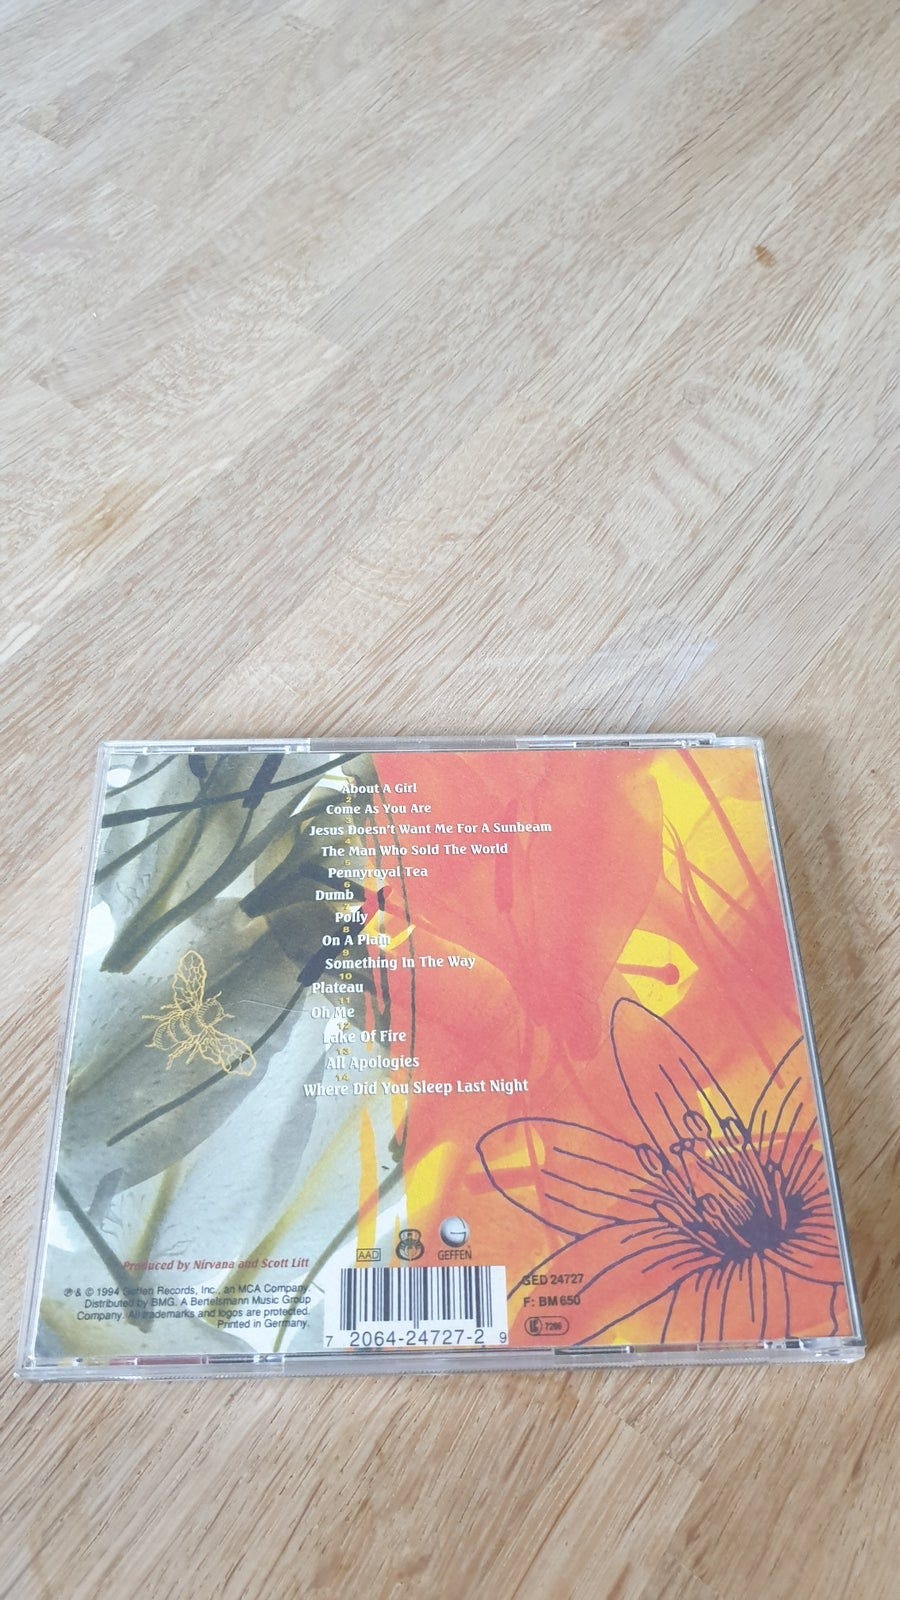 1
About A Girl
2
Come As You Are
3
Jesus Doesn't Want Me For A Sunbeam
4
The Man Who Sold The World
5
Pennyroyal Tea
6
Dumb
7
Polly
8
On A Plain
9
Something In The Way
10
Plateau
11
Oh Me
12
Lake Of Fire
13
All Apologies
14
Where Did You Sleep Last Night
Produced by Nirvana and Scott Litt
℗ & © 1994 Geffen Records, Inc., an MCA Company.
Distributed by BMG. A Bertelsmann Music Group
Company. All trademarks and logos are protected.
Printed in Germany.
AAD
GEFFEN
7 2064-24727-2 9
GED 24727
F: BM 650
LC 7266